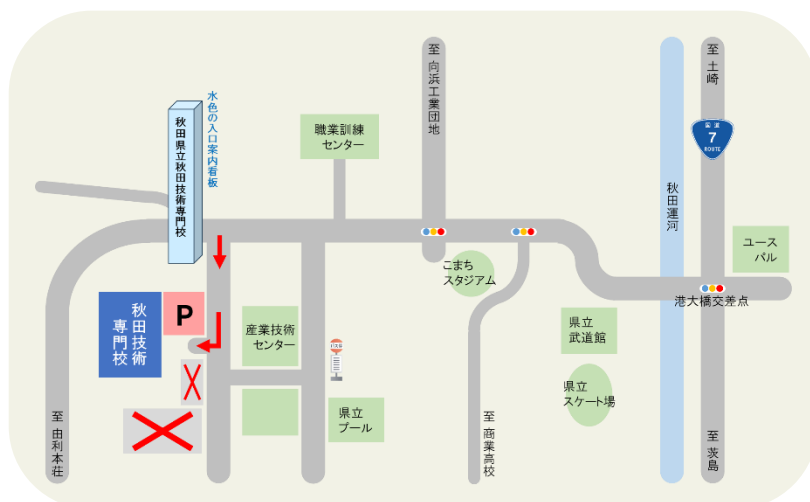 至 向浜工業団地
至 土崎
国道
7
ROUTE
水色の入口案内看板
秋田県立秋田技術専門校
職業訓練
センター
秋田運河
ユース
パル
こまち
スタジアム
港大橋交差点
秋田技術
専門校
P
産業技術
センター
県立
武道館
県立
スケート場
県立
プール
至 由利本荘
至 商業高校
至 茨島